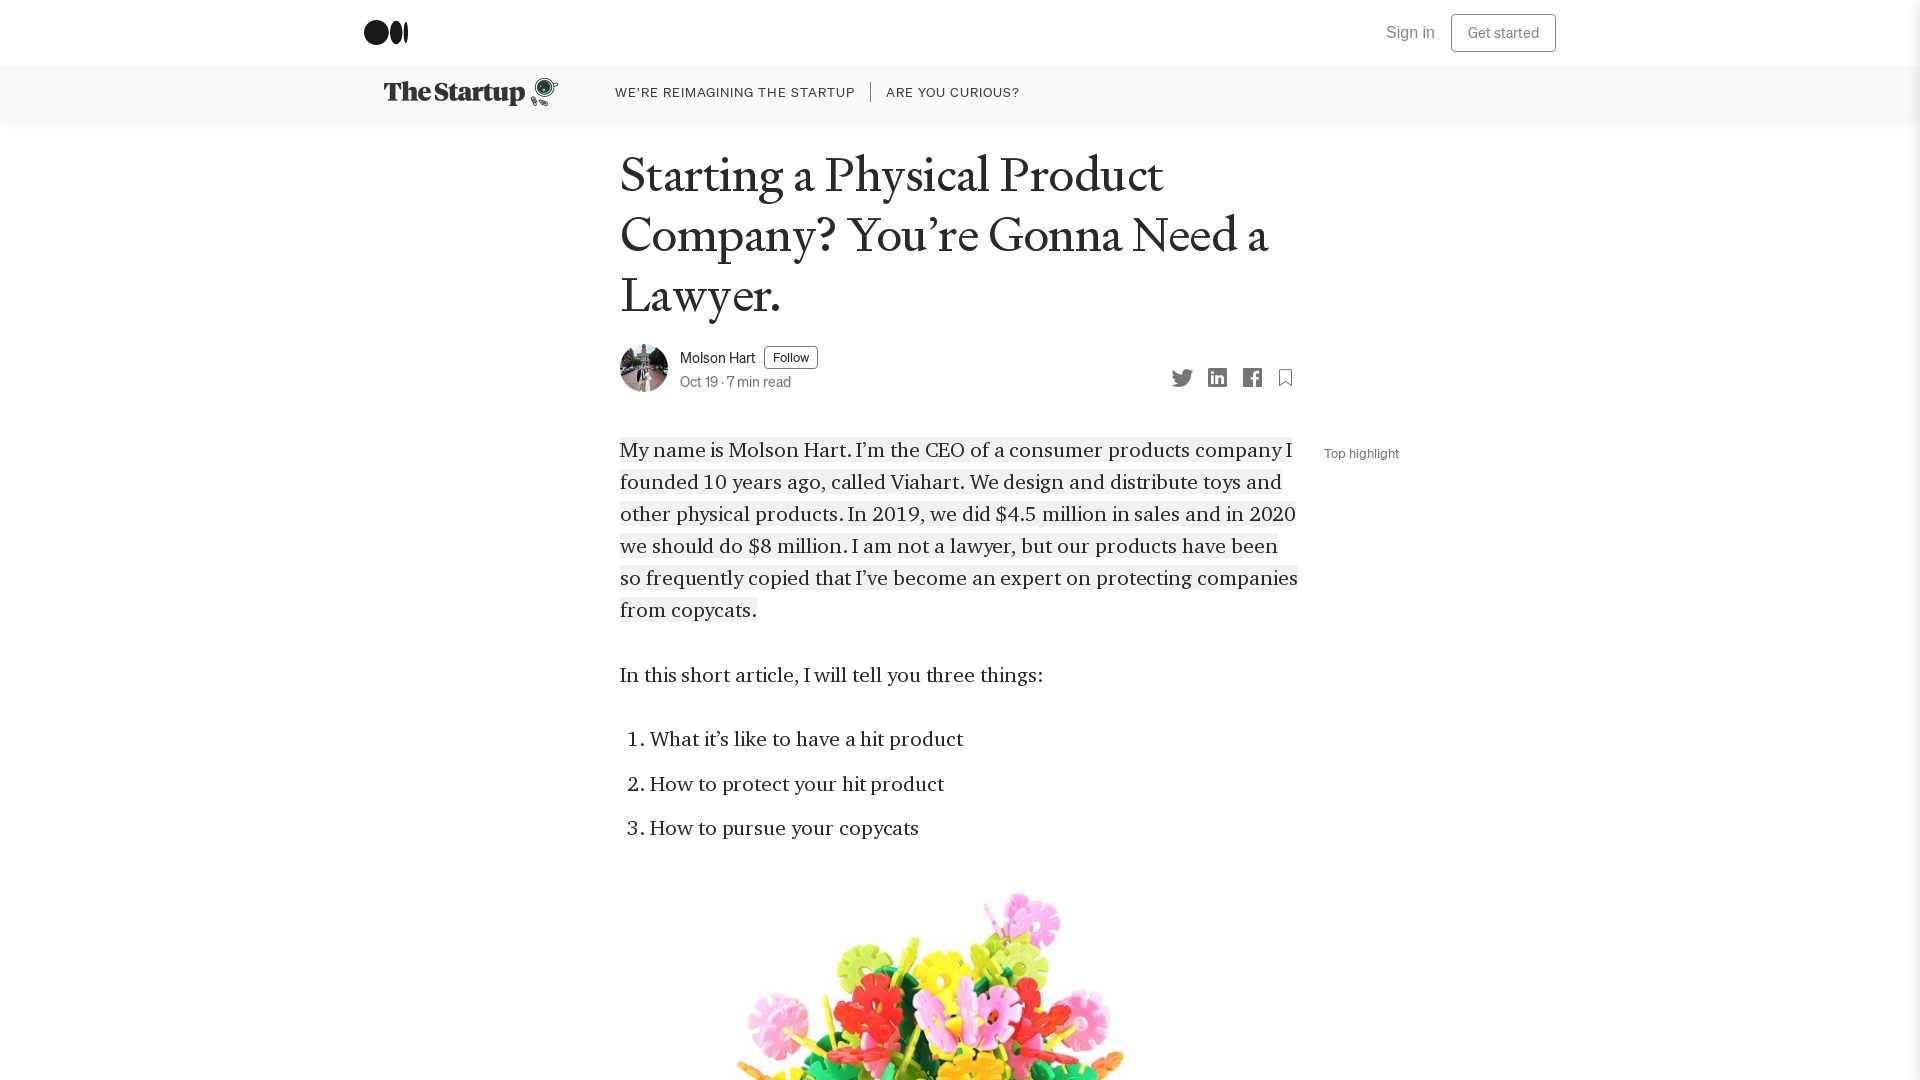 Sign in
Get started
The Startup
WE’RE REIMAGINING THE STARTUP
ARE YOU CURIOUS?
Starting a Physical Product
Company? You’re Gonna Need a
Lawyer.
Molson Hart
Follow
Oct 19 · 7 min read
My name is Molson Hart. I’m the CEO of a consumer products company I
founded 10 years ago, called Viahart. We design and distribute toys and
other physical products. In 2019, we did $4.5 million in sales and in 2020
we should do $8 million. I am not a lawyer, but our products have been
so frequently copied that I’ve become an expert on protecting companies
from copycats.
Top highlight
In this short article, I will tell you three things:
1. What it’s like to have a hit product
2. How to protect your hit product
3. How to pursue your copycats